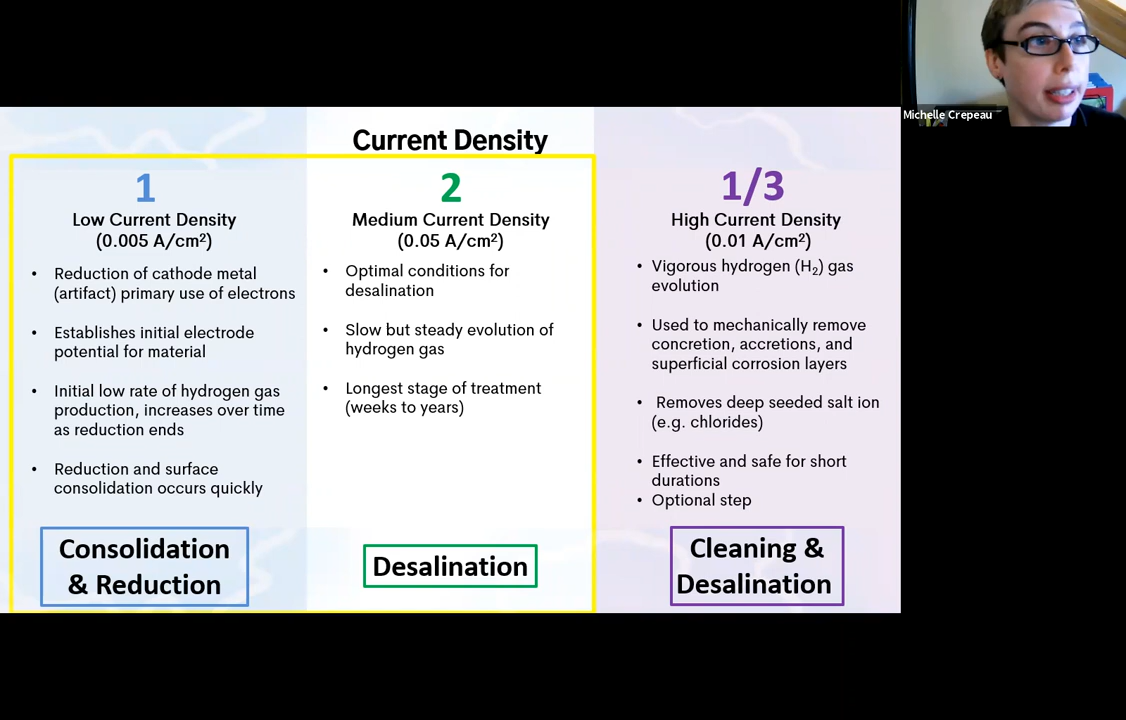 Michelle Crepeau
Current Density
1
Low Current Density
(0.005 A/cm²)
• Reduction of cathode metal
(artifact) primary use of electrons
• Establishes initial electrode
potential for material
• Initial low rate of hydrogen gas
production, increases over time
as reduction ends
• Reduction and surface
consolidation occurs quickly
Consolidation
& Reduction
2
Medium Current Density
(0.05 A/cm²)
• Optimal conditions for
desalination
• Slow but steady evolution of
hydrogen gas
• Longest stage of treatment
(weeks to years)
Desalination
1/3
High Current Density
(0.01 A/cm²)
• Vigorous hydrogen (H₂) gas
evolution
• Used to mechanically remove
concretion, accretions, and
superficial corrosion layers
• Removes deep seeded salt ion
(e.g. chlorides)
• Effective and safe for short
durations
• Optional step
Cleaning &
Desalination